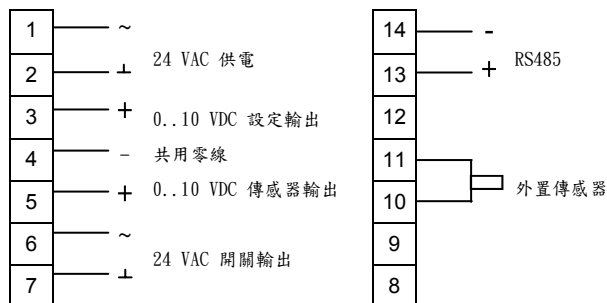 1 ~
24 VAC 供電
2 ┴
3 +
0..10 VDC 設定輸出
4 - 共用零線
5 + 0..10 VDC 傳感器輸出
6 ~
24 VAC 開關輸出
7 ┴
14 -
RS485
13 +
12
11
外置傳感器
10
9
8